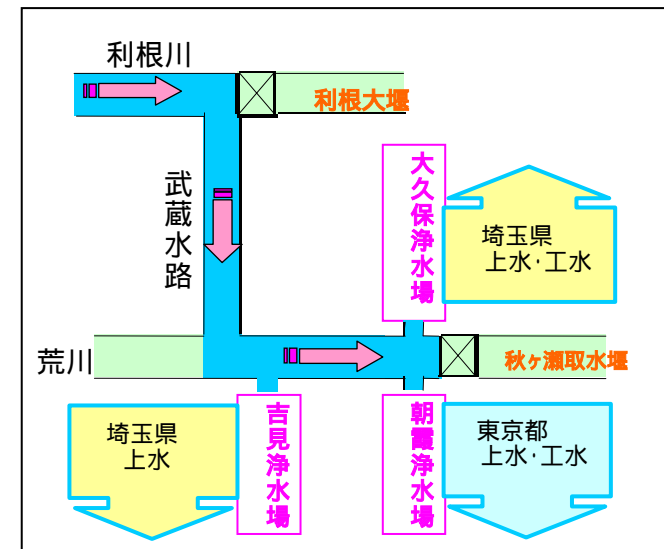 利根川
利根大堰
武蔵水路
大久保浄水場
埼玉県
上水・工水
荒川
秋ヶ瀬取水堰
埼玉県
上水
吉見浄水場
朝霞浄水場
東京都
上水・工水